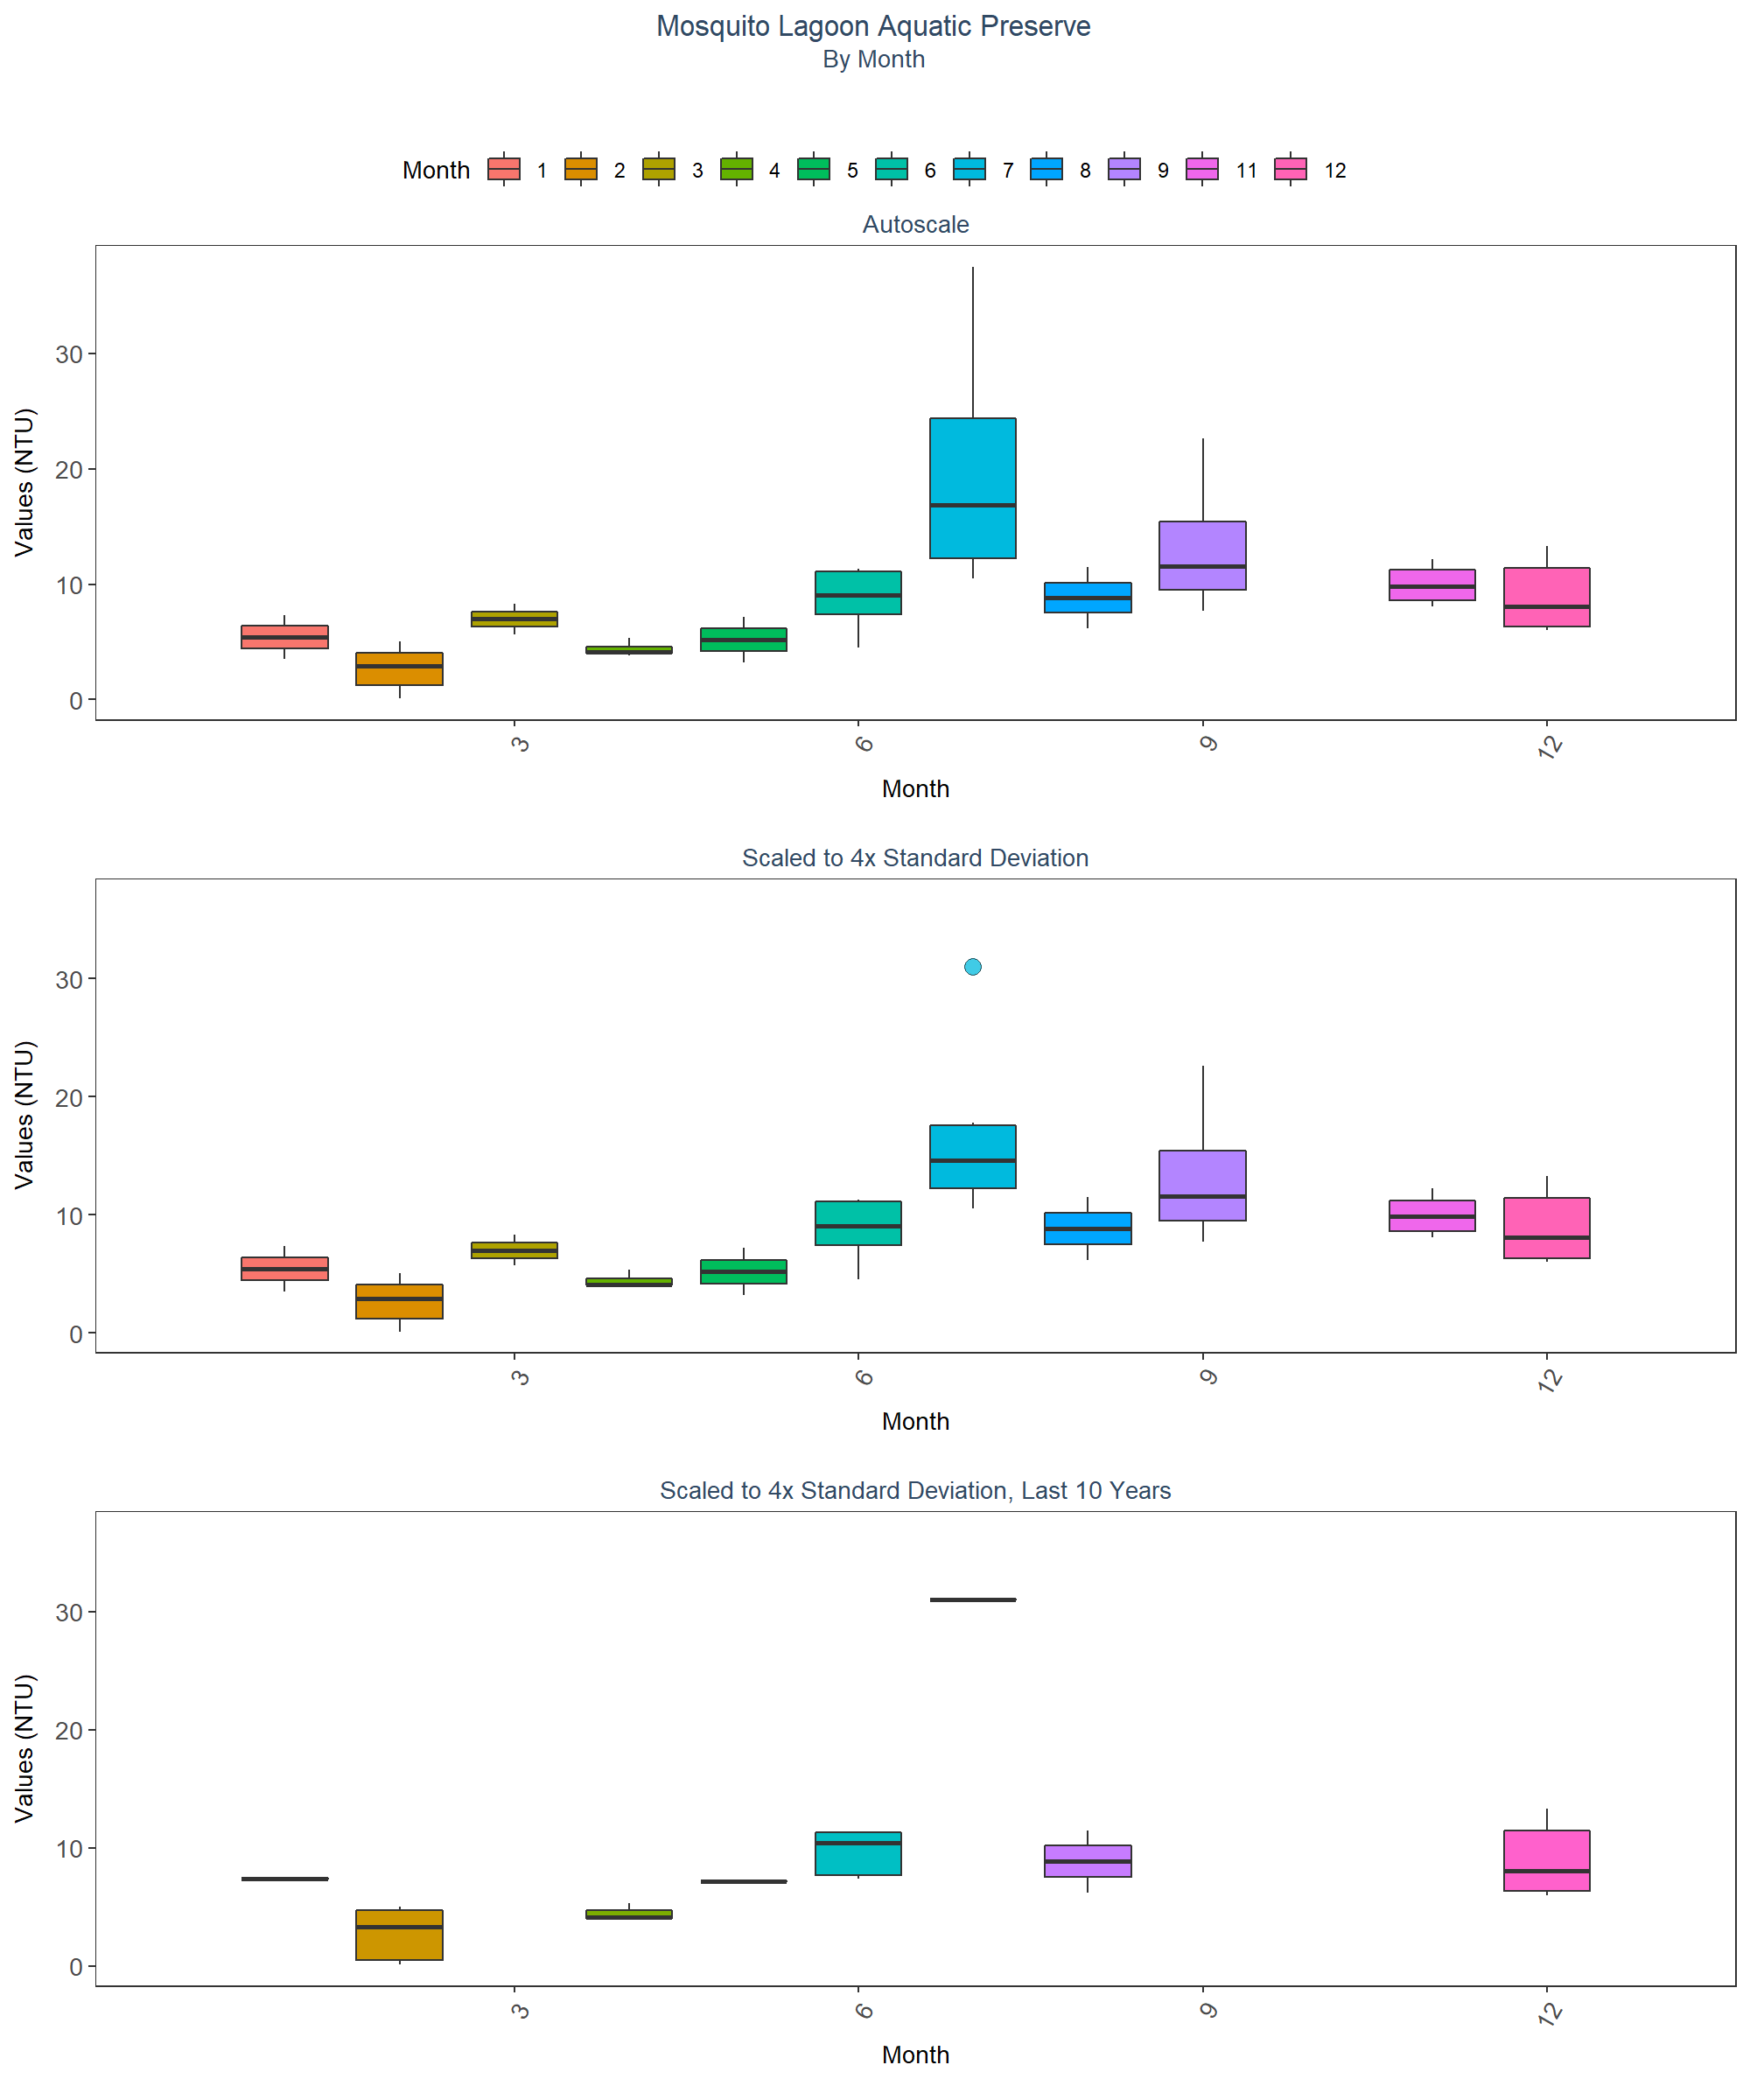 Mosquito Lagoon Aquatic Preserve
By Month
Month 1 2 3 4 5 6 7 8 9 11 12
Autoscale
Values (NTU)
30
20
10
0
3 6 9 12
Month
Scaled to 4x Standard Deviation
Values (NTU)
30
20
10
0
3 6 9 12
Month
Scaled to 4x Standard Deviation, Last 10 Years
Values (NTU)
30
20
10
0
3 6 9 12
Month